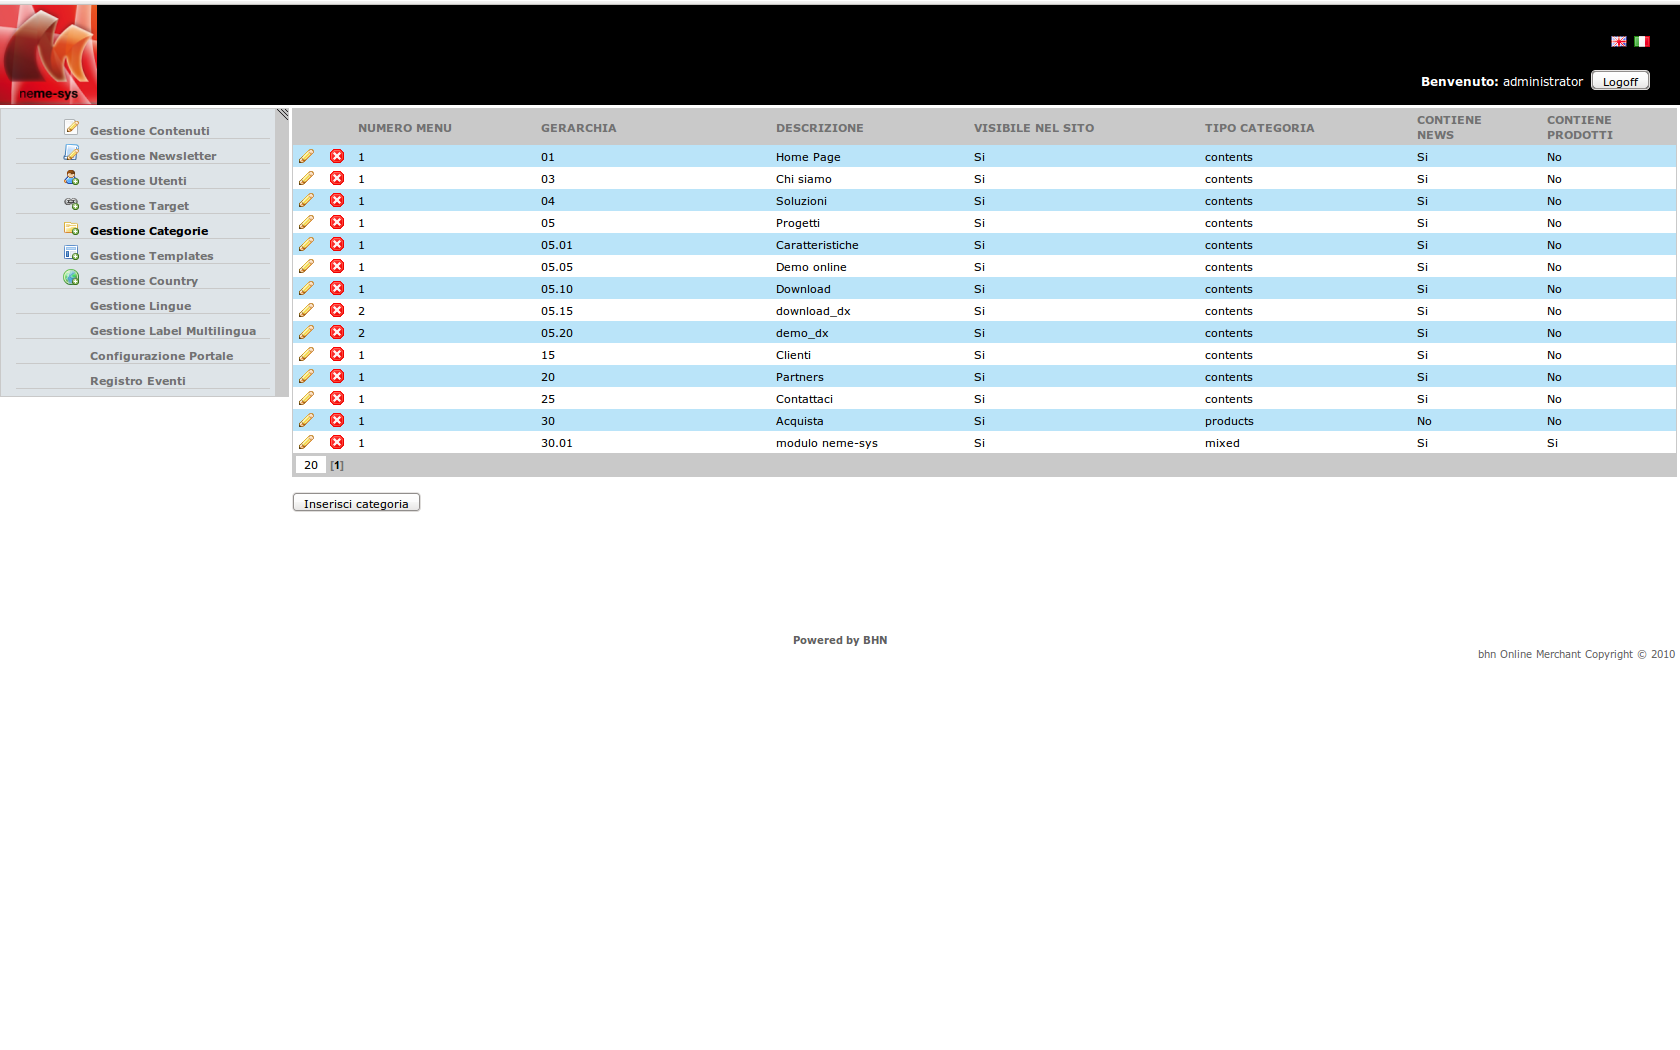 neme-sys
Benvenuto: administrator Logoff
Gestione Contenuti
Gestione Newsletter
Gestione Utenti
Gestione Target
Gestione Categorie
Gestione Templates
Gestione Country
Gestione Lingue
Gestione Label Multilingua
Configurazione Portale
Registro Eventi
NUMERO MENU GERARCHIA DESCRIZIONE VISIBILE NEL SITO TIPO CATEGORIA CONTIENE NEWS CONTIENE PRODOTTI
1 01 Home Page Si contents Si No
1 03 Chi siamo Si contents Si No
1 04 Soluzioni Si contents Si No
1 05 Progetti Si contents Si No
1 05.01 Caratteristiche Si contents Si No
1 05.05 Demo online Si contents Si No
1 05.10 Download Si contents Si No
2 05.15 download_dx Si contents Si No
2 05.20 demo_dx Si contents Si No
1 15 Clienti Si contents Si No
1 20 Partners Si contents Si No
1 25 Contattaci Si contents Si No
1 30 Acquista Si products No No
1 30.01 modulo neme-sys Si mixed Si Si
20 [1]
Inserisci categoria
Powered by BHN
bhn Online Merchant Copyright © 2010